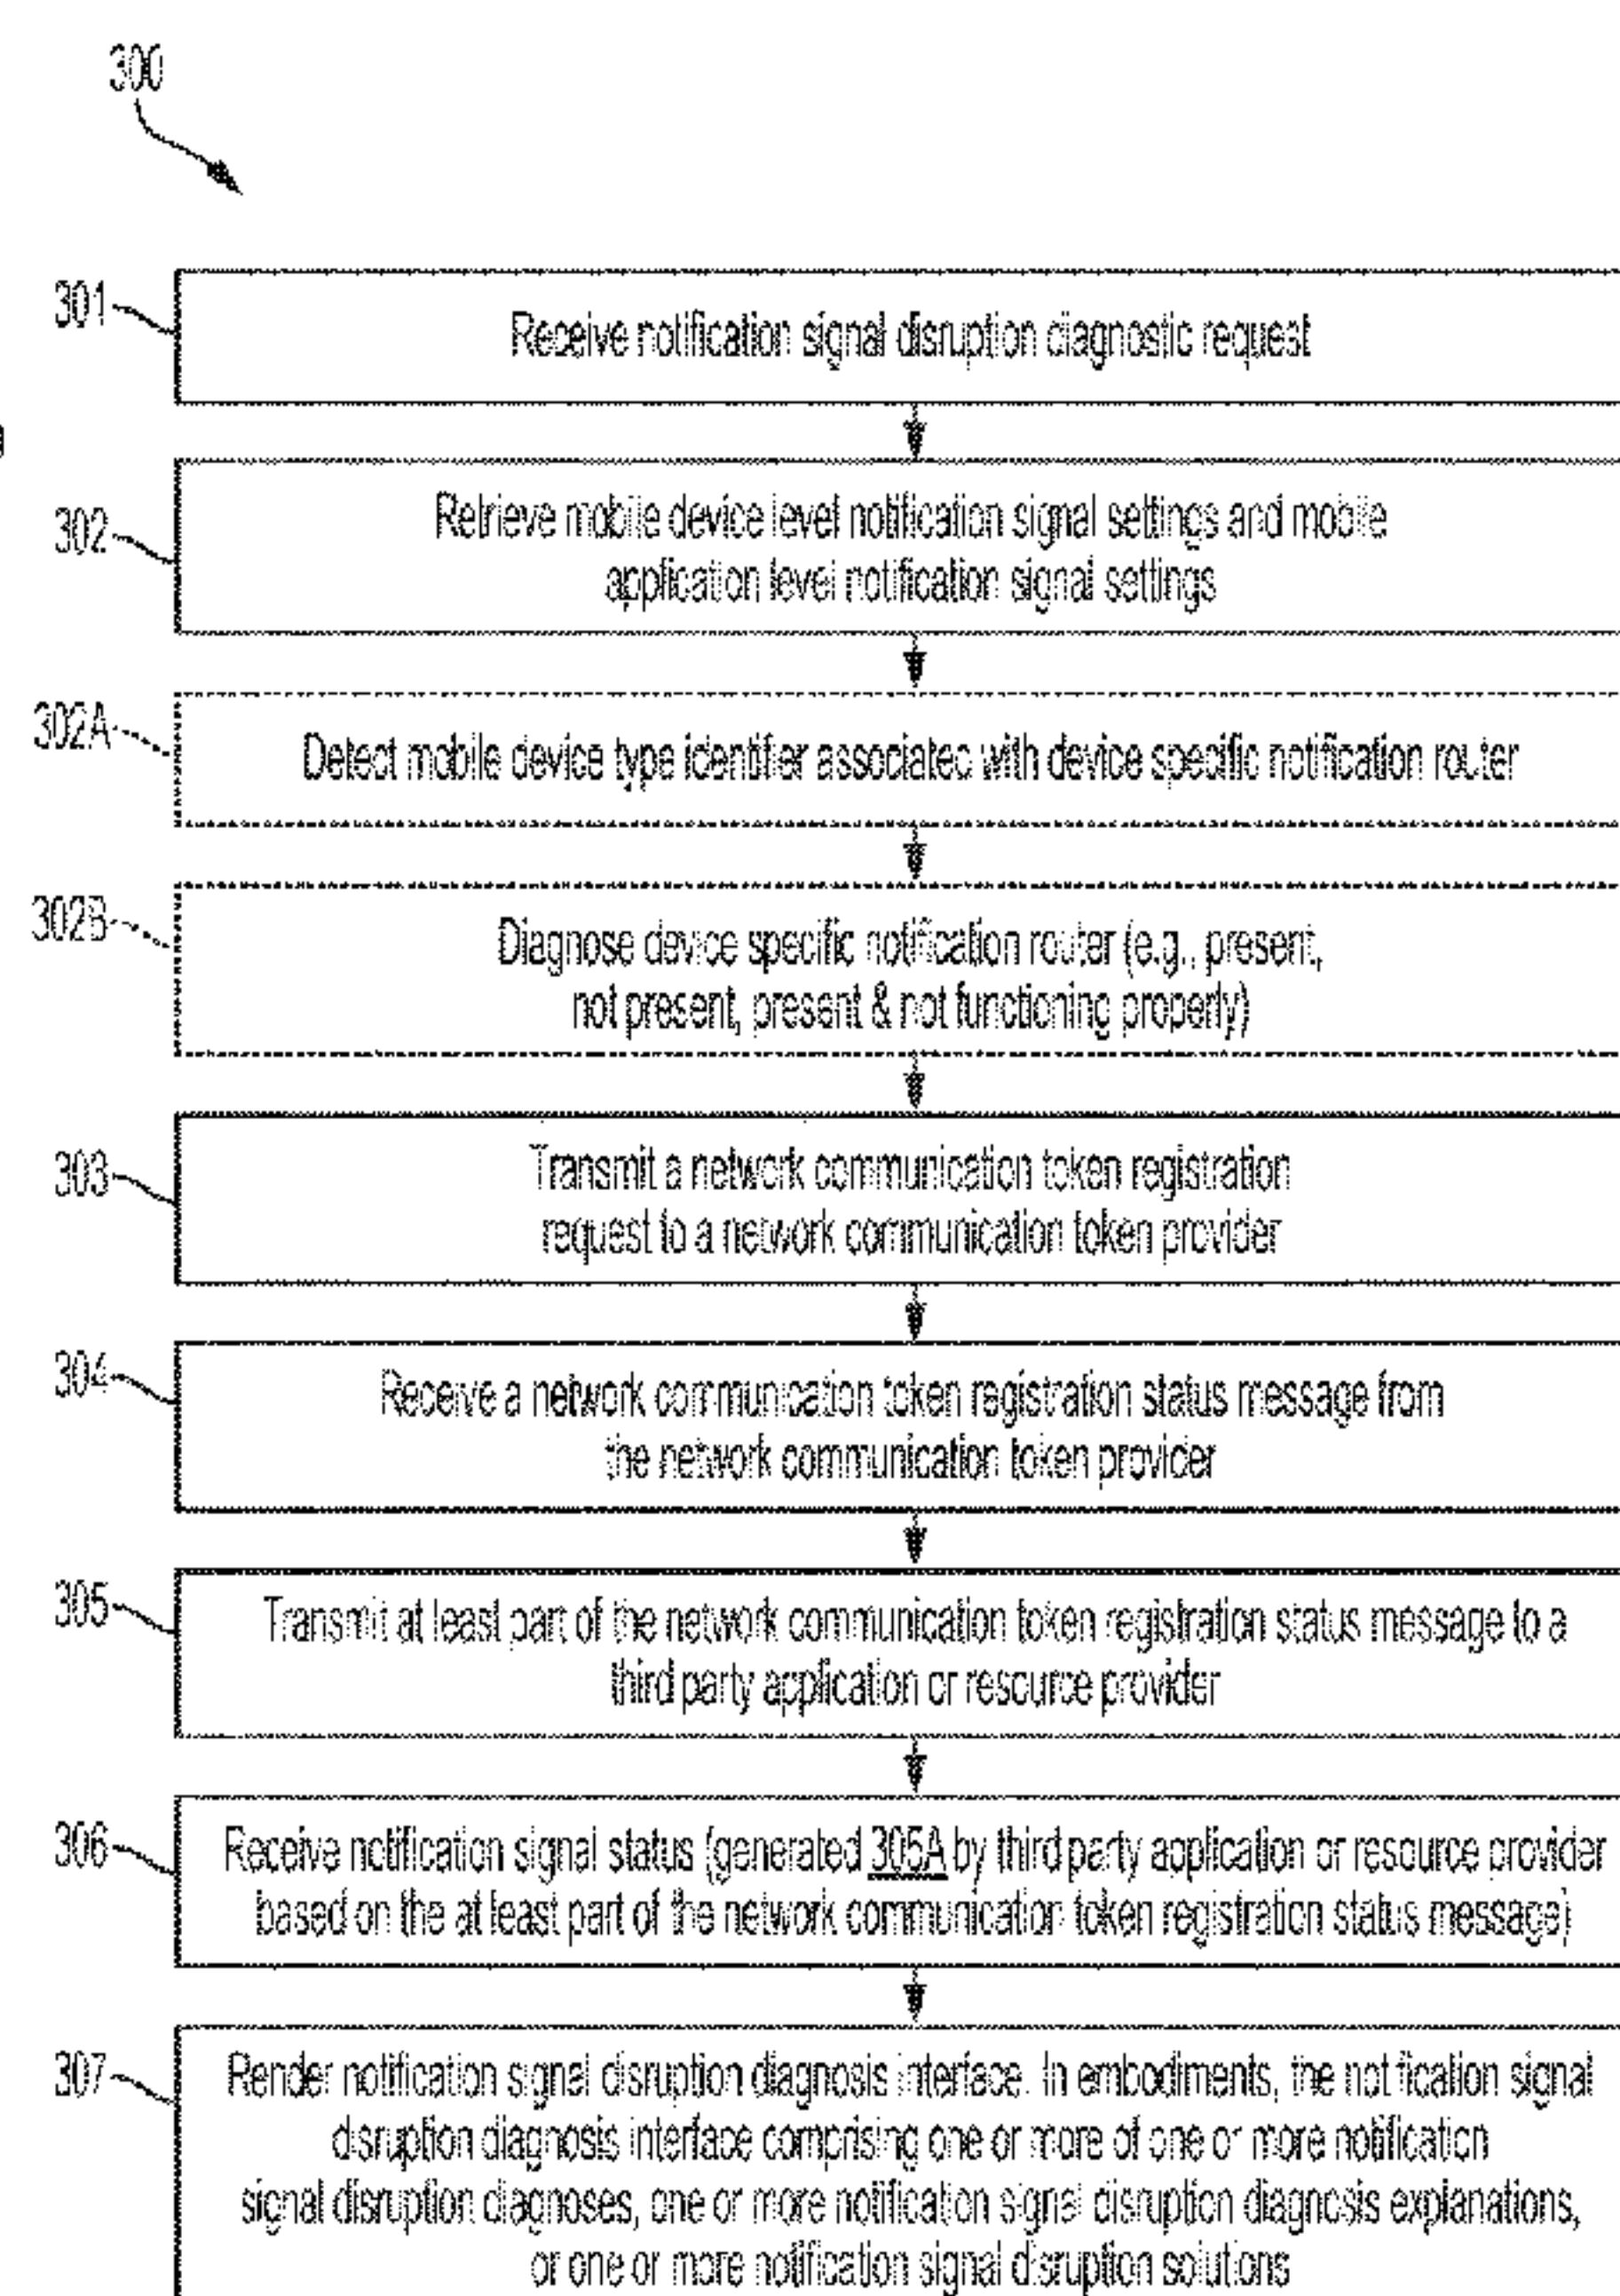 300
301
Receive notification signal disruption diagnostic request
302
Retrieve mobile device level notification signal settings and mobile
application level notification signal settings
302A
Detect mobile device type identifier associated with device specific notification router
302B
Diagnose device specific notification router (e.g., present,
not present, present & not functioning properly)
303
Transmit a network communication token registration
request to a network communication token provider
304
Receive a network communication token registration status message from
the network communication token provider
305
Transmit at least part of the network communication token registration status message to a
third party application or resource provider
306
Receive notification signal status (generated 305A by third party application or resource provider
based on the at least part of the network communication token registration status message)
307
Render notification signal disruption diagnosis interface. In embodiments, the notification signal
disruption diagnosis interface comprising one or more of one or more notification
signal disruption diagnoses, one or more notification signal disruption diagnosis explanations,
or one or more notification signal disruption solutions